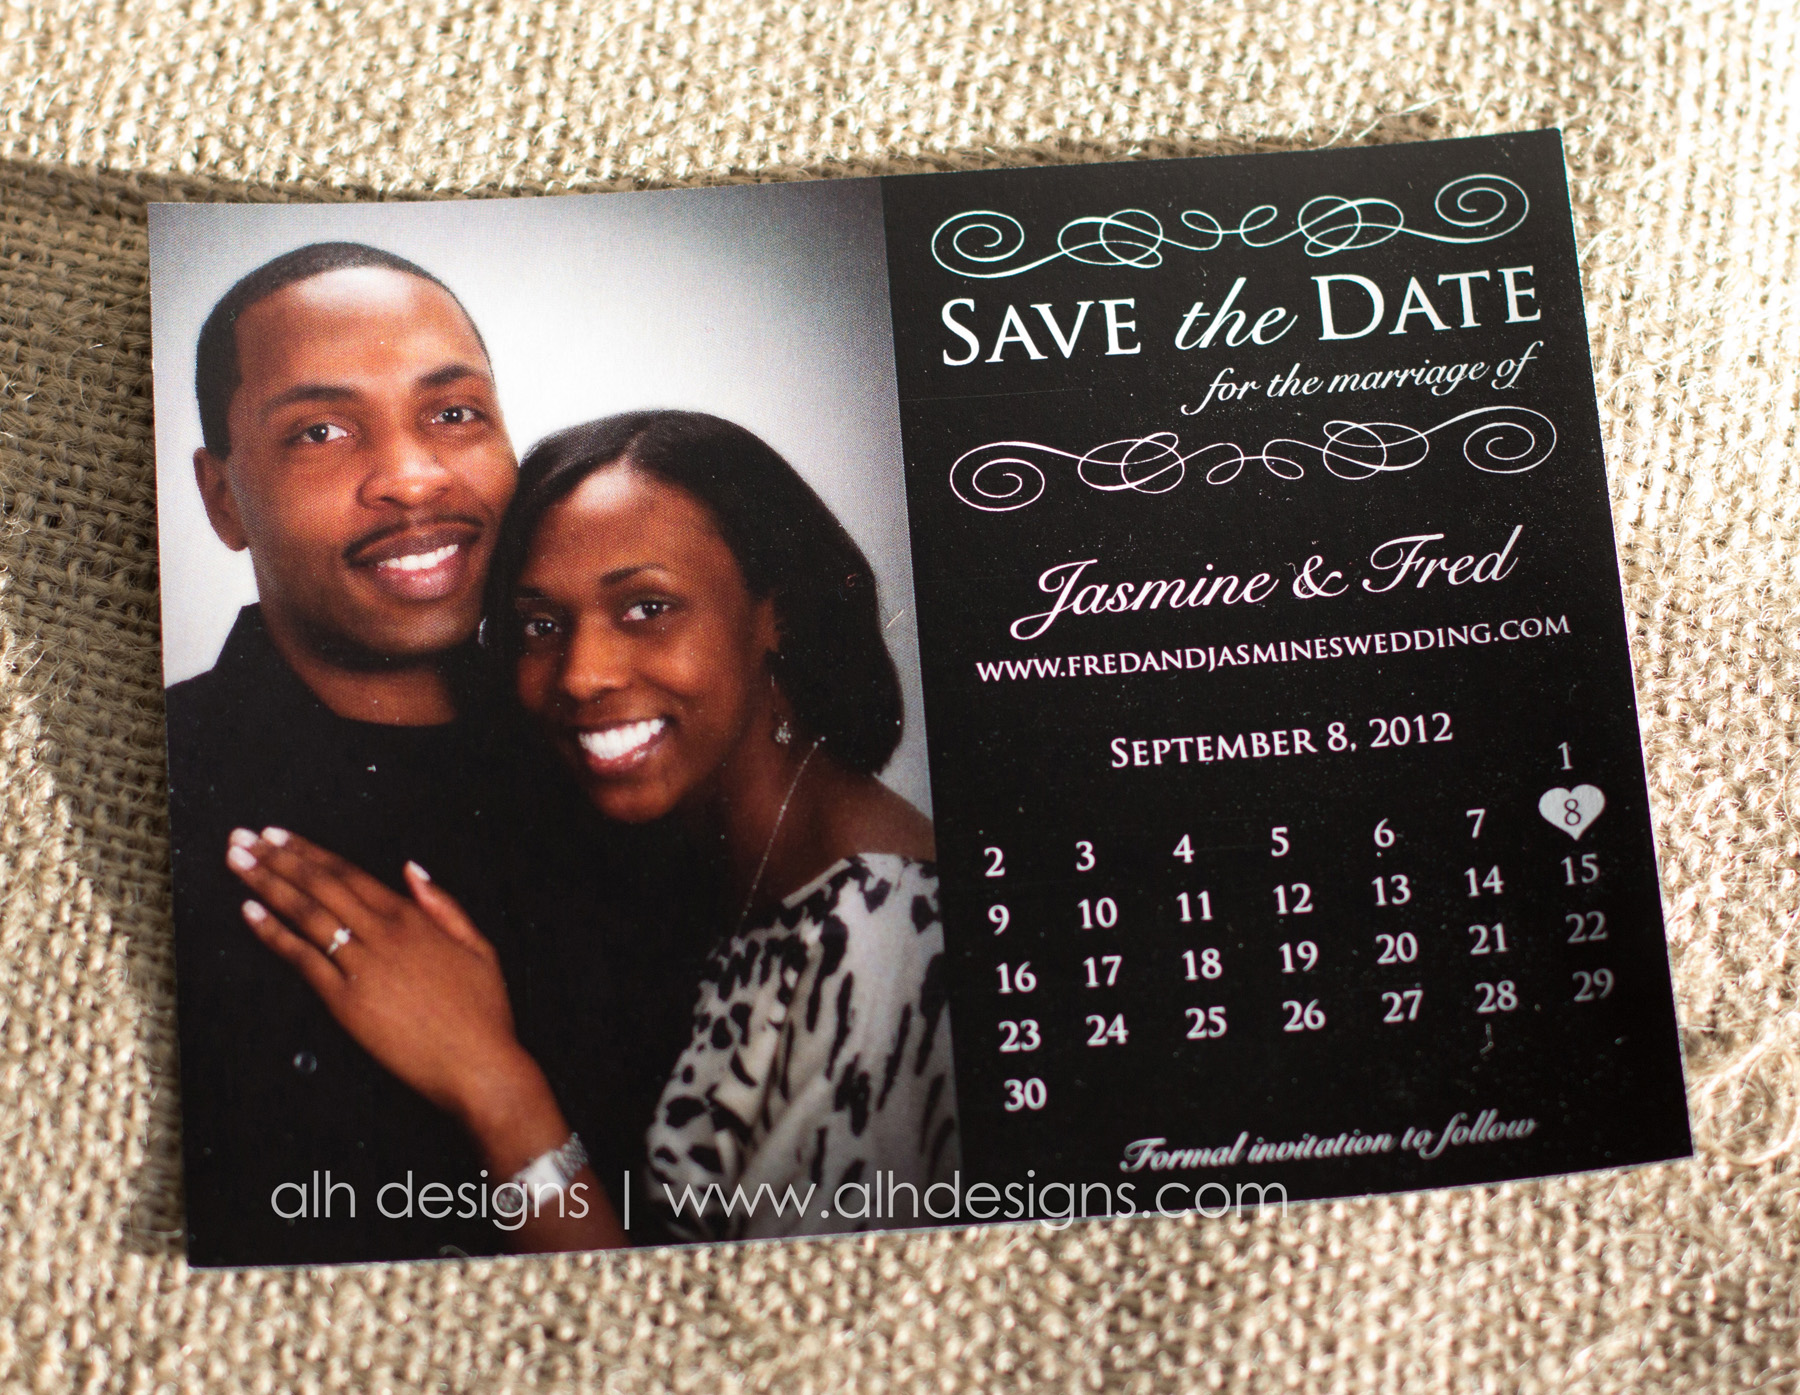 SAVE the DATE
for the marriage of
Jasmine & Fred
WWW.FREDANDJASMINESWEDDING.COM
SEPTEMBER 8, 2012
1
2 3 4 5 6 7 8
9 10 11 12 13 14 15
16 17 18 19 20 21 22
23 24 25 26 27 28 29
30
Formal invitation to follow
alh designs | www.alhdesigns.com